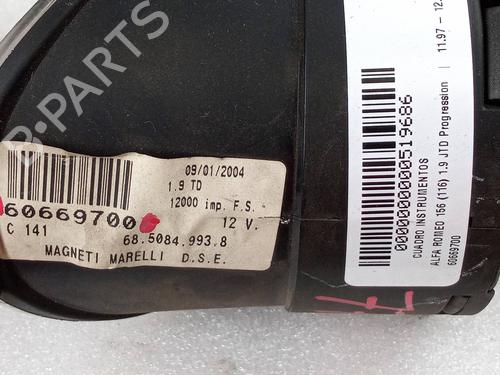 B-PARTS
09/01/2004
1.9 TD
12000 imp. F.S.
60669700
12 V.
C 141
68.5084.993.8
MAGNETI MARELLI D.S.E.
0000000000519686
CUADRO INSTRUMENTOS
ALFA ROMEO 156 (116) 1.9 JTD Progression | 11.97 - 12.
60669700